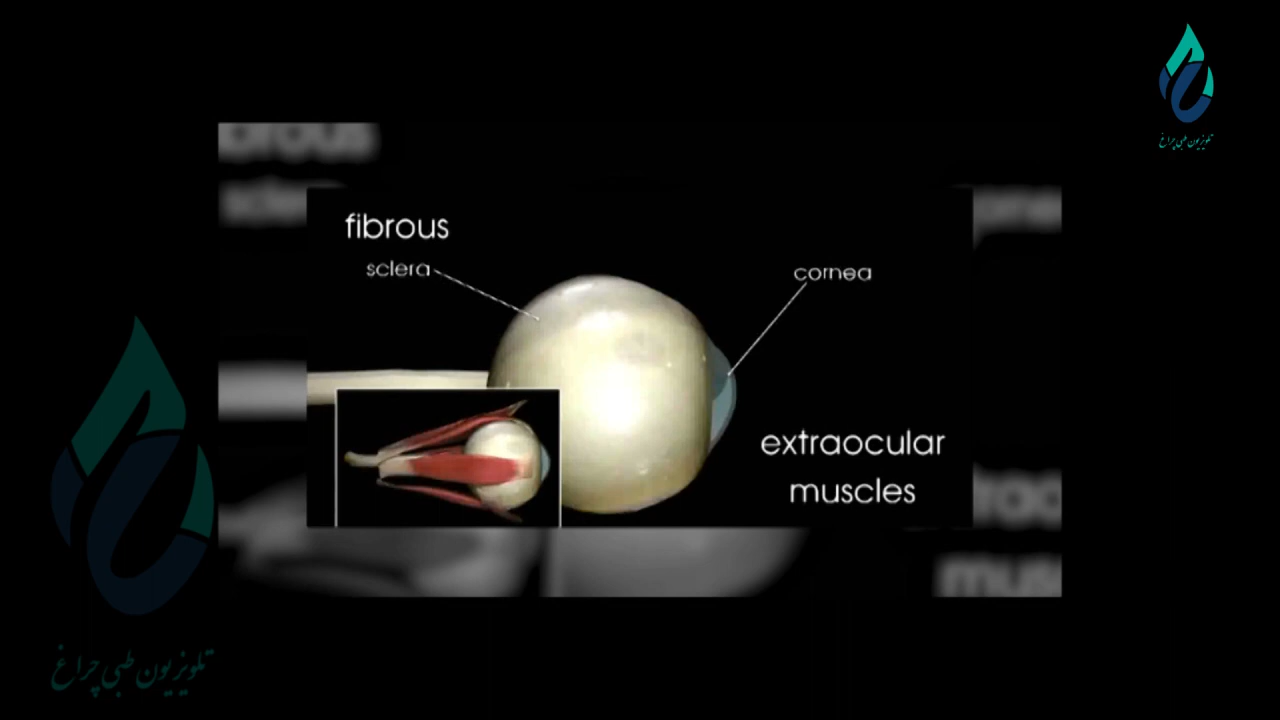 تلویزیون طبی چراغ
fibrous
sclera
cornea
extraocular
muscles
تلویزیون طبی چراغ